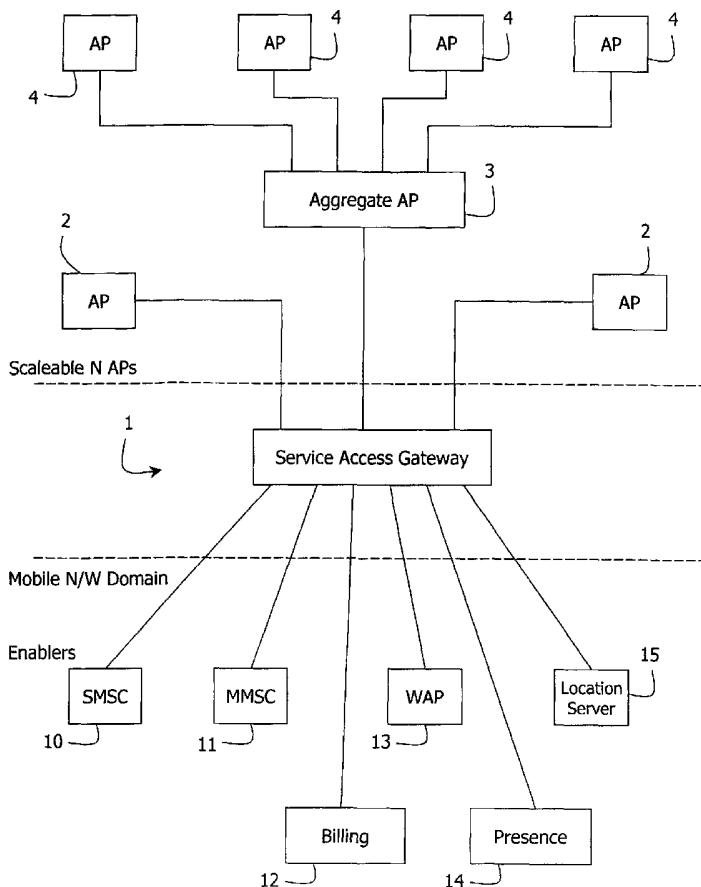 4 4 4
AP AP AP AP
4
3
Aggregate AP
2 2
AP AP
Scaleable N APs
1
Service Access Gateway
Mobile N/W Domain
Enablers
15
SMSC MMSC WAP Location
Server
10 11 13
Billing Presence
12 14